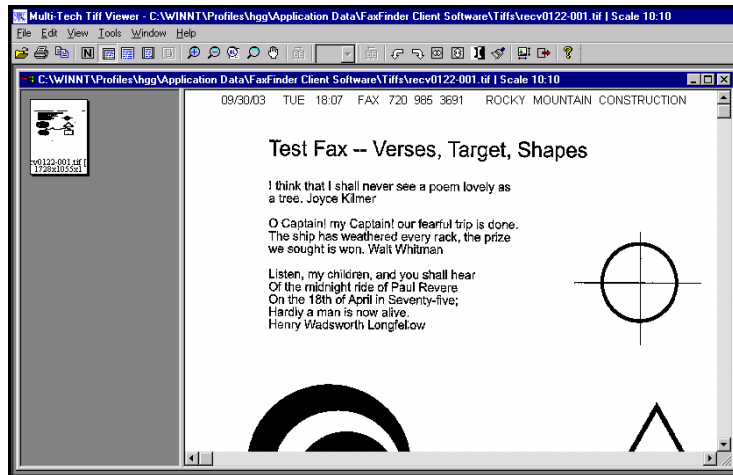 Multi-Tech Tiff Viewer - C:\WINNT\Profiles\hgg\Application Data\FaxFinder Client Software\Tiffs\recv0122-001.tif | Scale 10:10
File Edit View Tools Window Help
C:\WINNT\Profiles\hgg\Application Data\FaxFinder Client Software\Tiffs\recv0122-001.tif | Scale 10:10
cv0122-001.tif [
1728x1055x1
09/30/03 TUE 18:07 FAX 720 985 3691 ROCKY MOUNTAIN CONSTRUCTION
Test Fax -- Verses, Target, Shapes
I think that I shall never see a poem lovely as
a tree. Joyce Kilmer
O Captain! my Captain! our fearful trip is done.
The ship has weathered every rack, the prize
we sought is won. Walt Whitman
Listen, my children, and you shall hear
Of the midnight ride of Paul Revere
On the 18th of April in Seventy-five;
Hardly a man is now alive.
Henry Wadsworth Longfellow